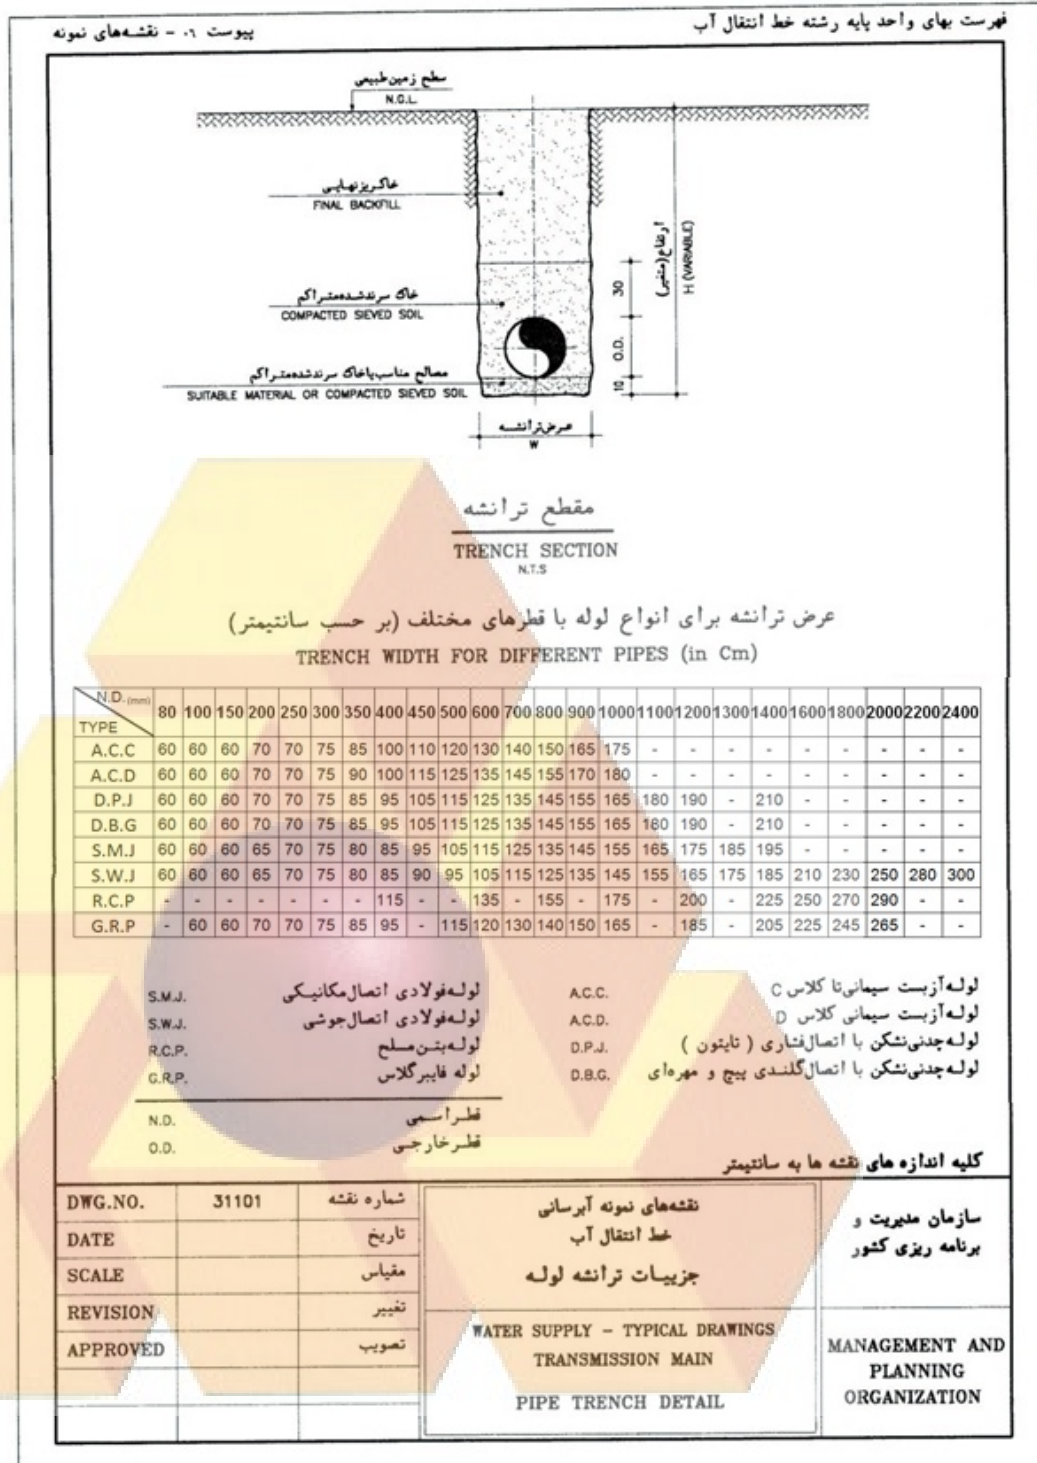 فهرست بهای واحد پایه رشته خط انتقال آب
پیوست ۰۶ - نقشه‌های نمونه
سطح زمین طبیعی
N.G.L.
خاکریز نهایی
FINAL BACKFILL
خاک سرند شده متراکم
COMPACTED SIEVED SOIL
مصالح مناسب یا خاک سرند شده متراکم
SUITABLE MATERIAL OR COMPACTED SIEVED SOIL
30
O.D.
10
ارتفاع (متغیر)
H (VARIABLE)
عرض ترانشه
W
مقطع ترانشه
TRENCH SECTION
N.T.S
عرض ترانشه برای انواع لوله با قطرهای مختلف (بر حسب سانتیمتر)
TRENCH WIDTH FOR DIFFERENT PIPES (in Cm)
N.D. (mm) TYPE 80 100 150 200 250 300 350 400 450 500 600 700 800 900 1000 1100 1200 1300 1400 1600 1800 2000 2200 2400
A.C.C 60 60 60 70 70 75 85 100 110 120 130 140 150 165 175 - - - - - - - - -
A.C.D 60 60 60 70 70 75 90 100 115 125 135 145 155 170 180 - - - - - - - - -
D.P.J 60 60 60 70 70 75 85 95 105 115 125 135 145 155 165 180 190 - 210 - - - - -
D.B.G 60 60 60 70 70 75 85 95 105 115 125 135 145 155 165 180 190 - 210 - - - - -
S.M.J 60 60 60 65 70 75 80 85 95 105 115 125 135 145 155 165 175 185 195 - - - - -
S.W.J 60 60 60 65 70 75 80 85 90 95 105 115 125 135 145 155 165 175 185 210 230 250 280 300
R.C.P - - - - - - - 115 - - 135 - 155 - 175 - 200 - 225 250 270 290 - -
G.R.P - 60 60 70 70 75 85 95 - 115 120 130 140 150 165 - 185 - 205 225 245 265 - -
لوله آزبست سیمانی تا کلاس C A.C.C.
لوله آزبست سیمانی کلاس D A.C.D.
لوله چدنی نشکن با اتصال فشاری ( تایتون ) D.P.J.
لوله چدنی نشکن با اتصال گلندی پیچ و مهره‌ای D.B.G.
لوله فولادی اتصال مکانیکی S.M.J.
لوله فولادی اتصال جوشی S.W.J.
لوله بتن مسلح R.C.P.
لوله فایبرگلاس G.R.P.
قطر اسمی N.D.
قطر خارجی O.D.
کلیه اندازه های نقشه ها به سانتیمتر
سازمان مدیریت و
برنامه ریزی کشور
MANAGEMENT AND
PLANNING
ORGANIZATION
نقشه‌های نمونه آبرسانی
خط انتقال آب
جزییات ترانشه لوله
WATER SUPPLY - TYPICAL DRAWINGS
TRANSMISSION MAIN
PIPE TRENCH DETAIL
DWG.NO. 31101 شماره نقشه
DATE تاریخ
SCALE مقیاس
REVISION تغییر
APPROVED تصویب